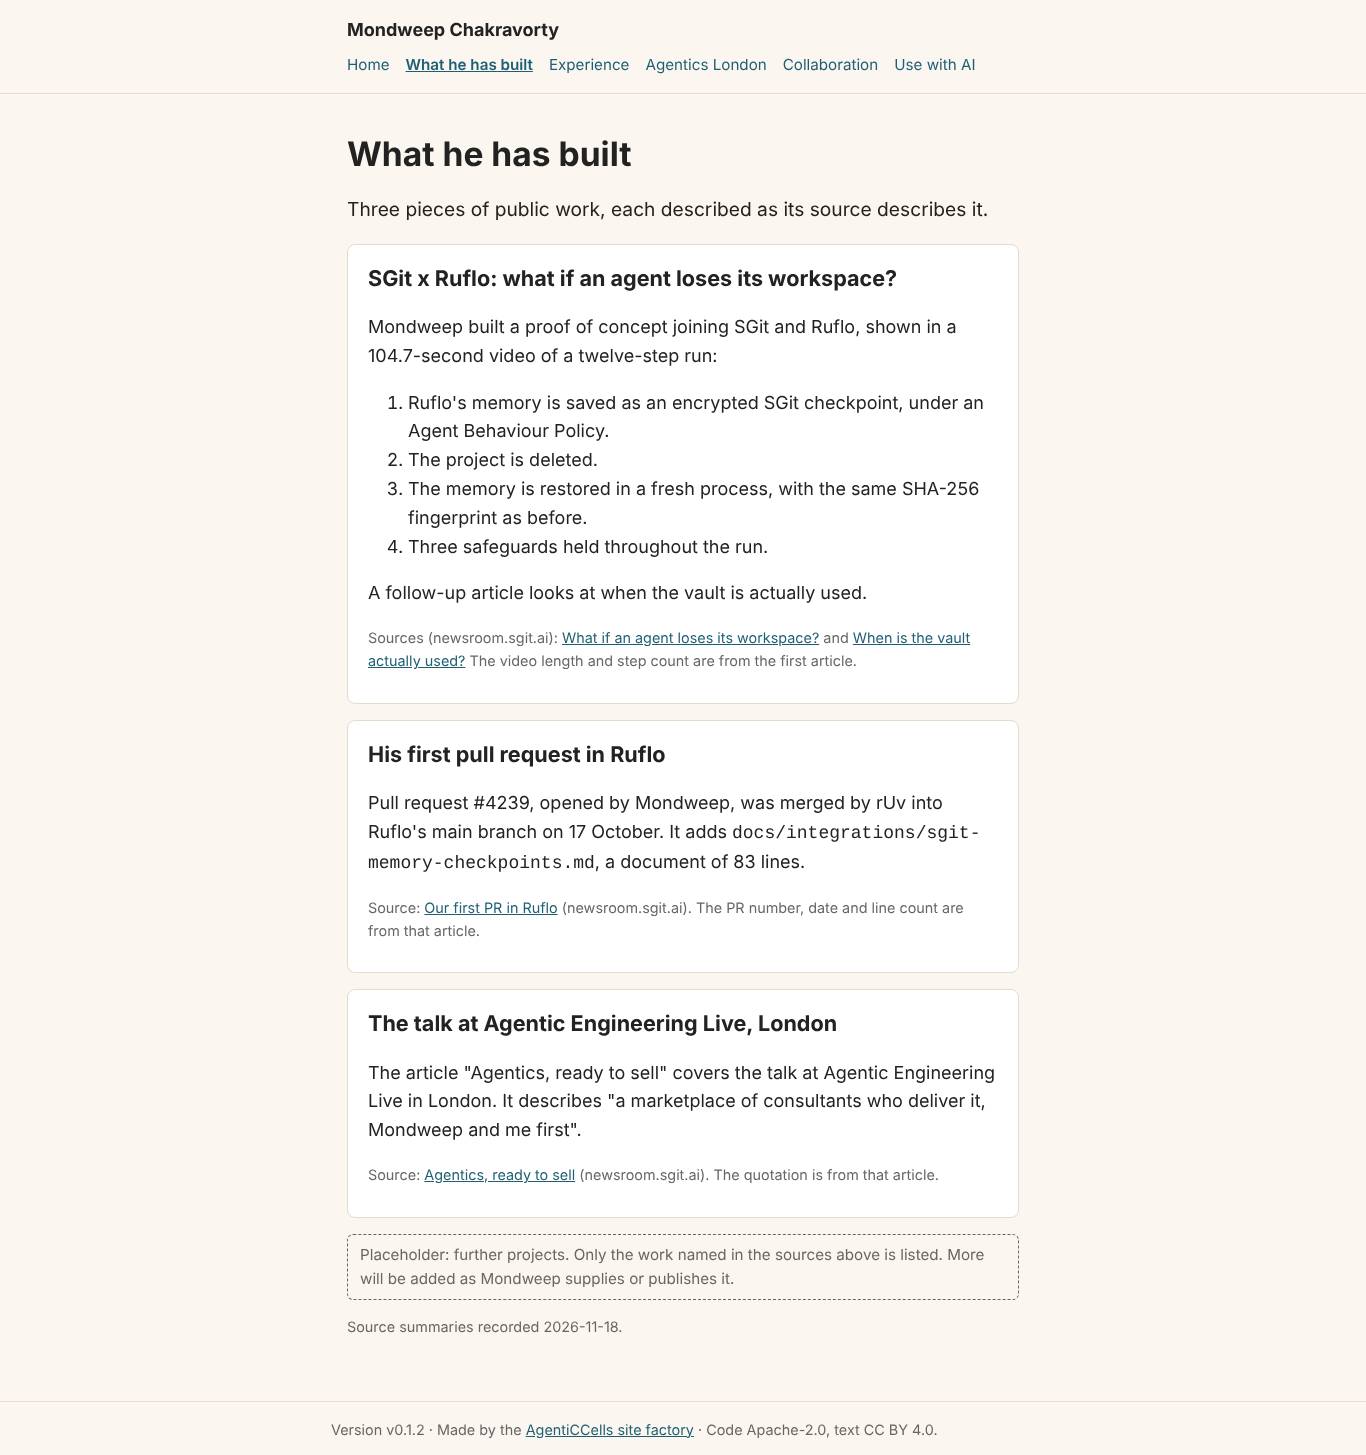 Mondweep Chakravorty
Home What he has built Experience Agentics London Collaboration Use with AI
What he has built
Three pieces of public work, each described as its source describes it.
SGit x Ruflo: what if an agent loses its workspace?
Mondweep built a proof of concept joining SGit and Ruflo, shown in a
104.7-second video of a twelve-step run:
1. Ruflo's memory is saved as an encrypted SGit checkpoint, under an
Agent Behaviour Policy.
2. The project is deleted.
3. The memory is restored in a fresh process, with the same SHA-256
fingerprint as before.
4. Three safeguards held throughout the run.
A follow-up article looks at when the vault is actually used.
Sources (newsroom.sgit.ai): What if an agent loses its workspace? and When is the vault
actually used? The video length and step count are from the first article.
His first pull request in Ruflo
Pull request #4239, opened by Mondweep, was merged by rUv into
Ruflo's main branch on 17 October. It adds docs/integrations/sgit-
memory-checkpoints.md, a document of 83 lines.
Source: Our first PR in Ruflo (newsroom.sgit.ai). The PR number, date and line count are
from that article.
The talk at Agentic Engineering Live, London
The article "Agentics, ready to sell" covers the talk at Agentic Engineering
Live in London. It describes "a marketplace of consultants who deliver it,
Mondweep and me first".
Source: Agentics, ready to sell (newsroom.sgit.ai). The quotation is from that article.
Placeholder: further projects. Only the work named in the sources above is listed. More
will be added as Mondweep supplies or publishes it.
Source summaries recorded 2026-11-18.
Version v0.1.2 · Made by the AgentiCCells site factory · Code Apache-2.0, text CC BY 4.0.